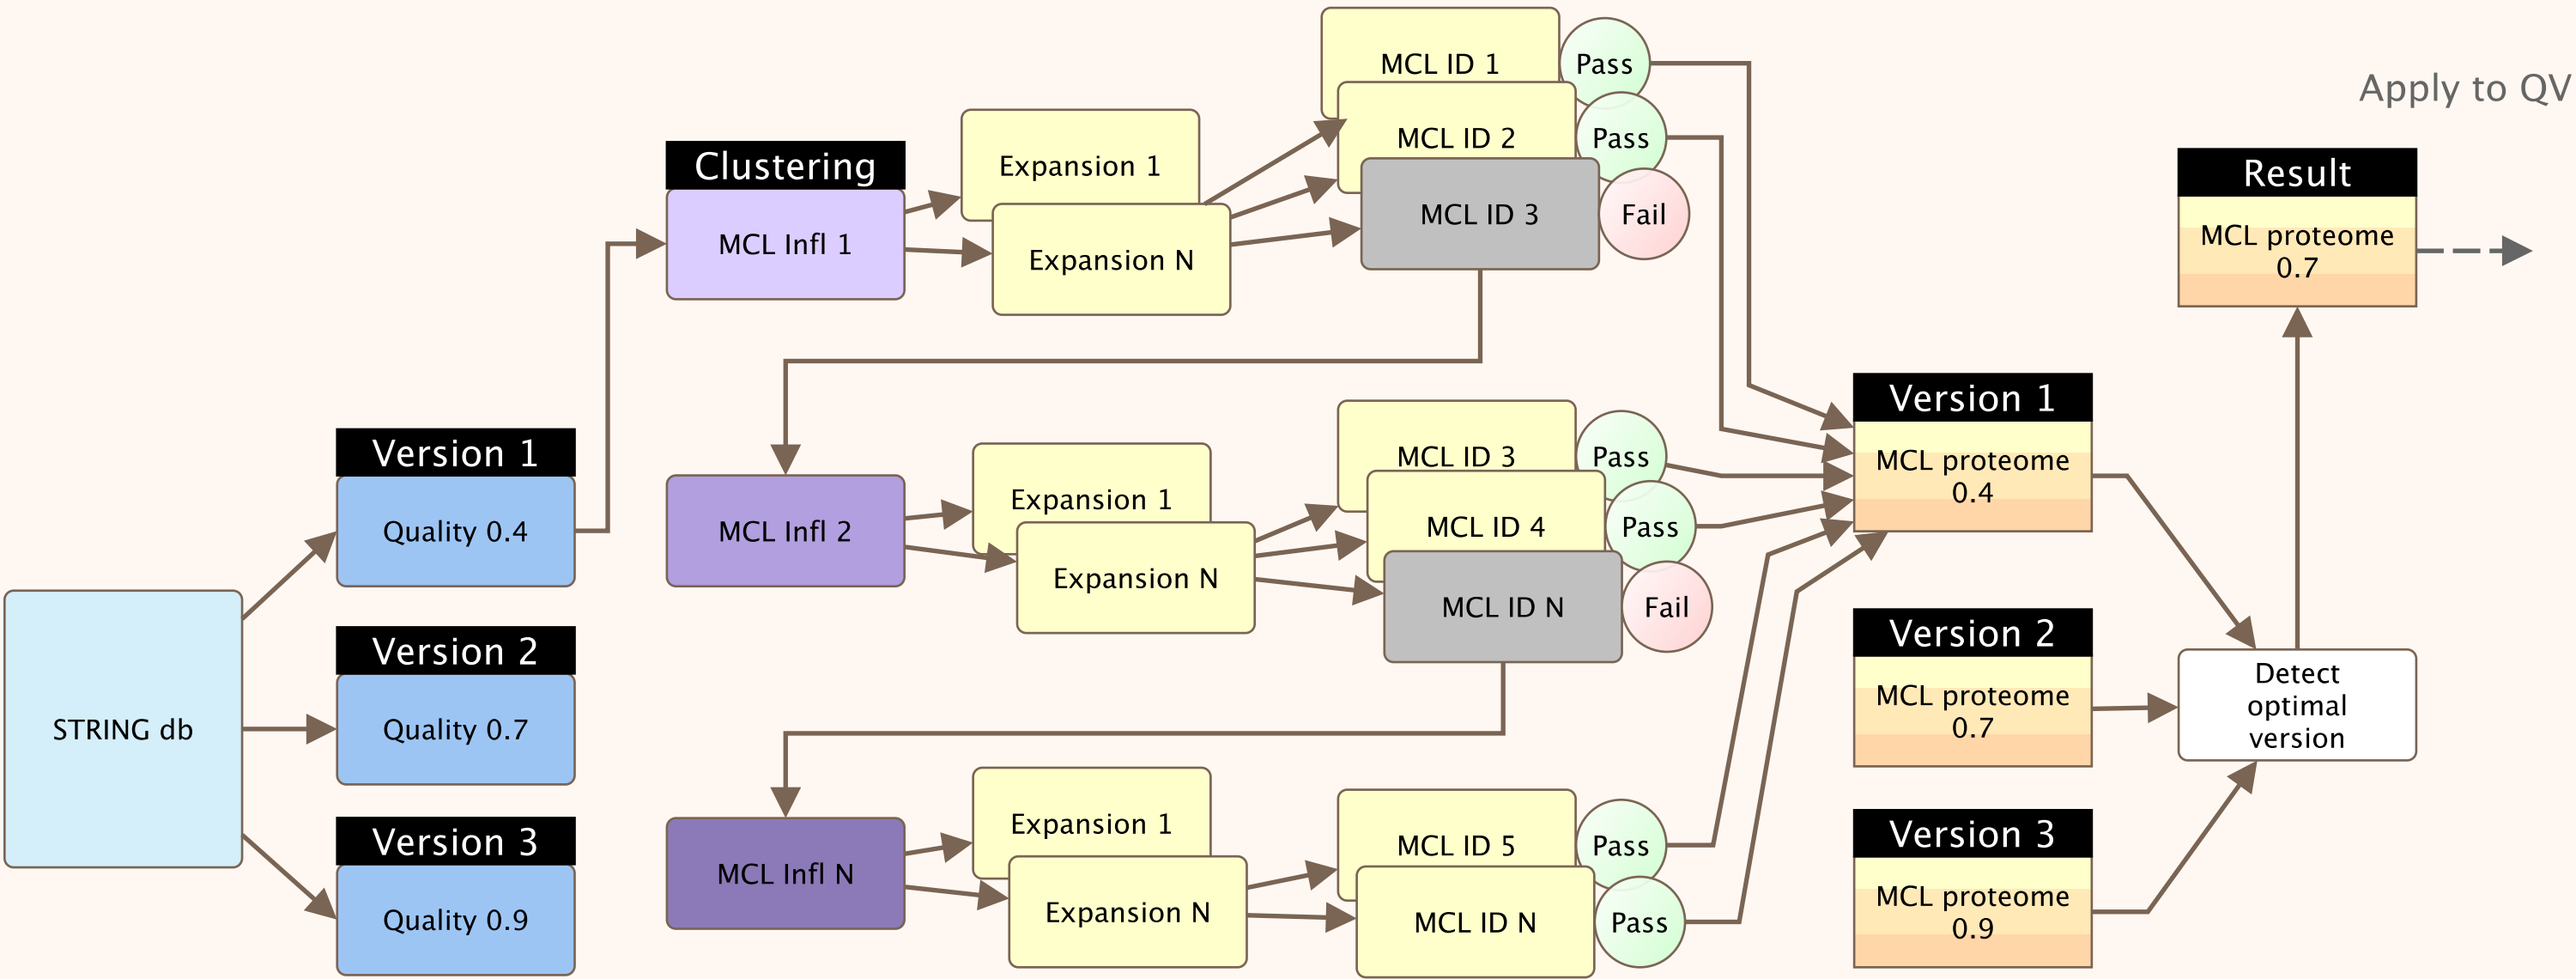 STRING db
Version 1
Quality 0.4
Version 2
Quality 0.7
Version 3
Quality 0.9
Clustering
MCL Infl 1
Expansion 1
Expansion N
MCL ID 1
Pass
MCL ID 2
Pass
MCL ID 3
Fail
MCL Infl 2
Expansion 1
Expansion N
MCL ID 3
Pass
MCL ID 4
Pass
MCL ID N
Fail
MCL Infl N
Expansion 1
Expansion N
MCL ID 5
Pass
MCL ID N
Pass
Version 1
MCL proteome
0.4
Version 2
MCL proteome
0.7
Version 3
MCL proteome
0.9
Detect
optimal
version
Result
MCL proteome
0.7
Apply to QV